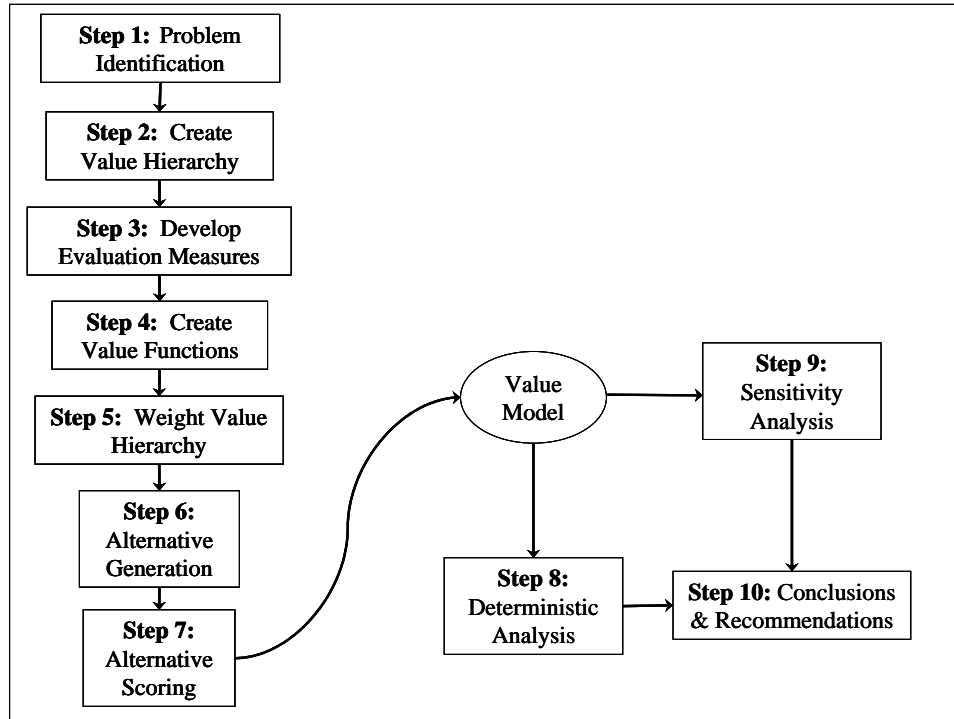 Step 1: Problem
Identification
Step 2: Create
Value Hierarchy
Step 3: Develop
Evaluation Measures
Step 4: Create
Value Functions
Step 5: Weight Value
Hierarchy
Step 6:
Alternative
Generation
Step 7:
Alternative
Scoring
Value
Model
Step 8:
Deterministic
Analysis
Step 9:
Sensitivity
Analysis
Step 10: Conclusions
& Recommendations